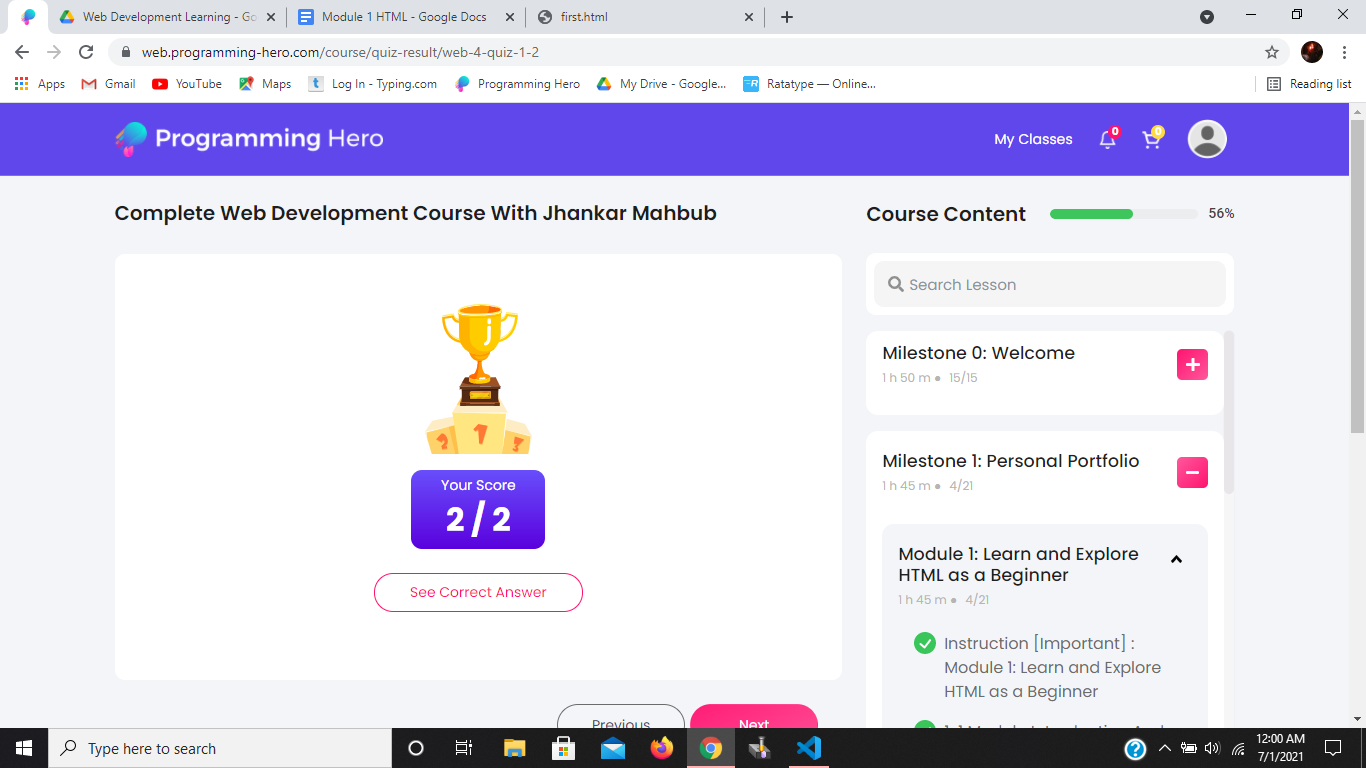 Web Development Learning - Go
Module 1 HTML - Google Docs
first.html
web.programming-hero.com/course/quiz-result/web-4-quiz-1-2
Apps
Gmail
YouTube
Maps
Log In - Typing.com
Programming Hero
My Drive - Google...
Ratatype — Online...
Reading list
Programming Hero
My Classes
0
0
Complete Web Development Course With Jhankar Mahbub
Course Content
56%
Search Lesson
Milestone 0: Welcome
1 h 50 m ● 15/15
Milestone 1: Personal Portfolio
1 h 45 m ● 4/21
Module 1: Learn and Explore
HTML as a Beginner
1 h 45 m ● 4/21
Instruction [Important] :
Module 1: Learn and Explore
HTML as a Beginner
j
2 1 3
Your Score
2 / 2
See Correct Answer
Previous
Next
Type here to search
12:00 AM
7/1/2021